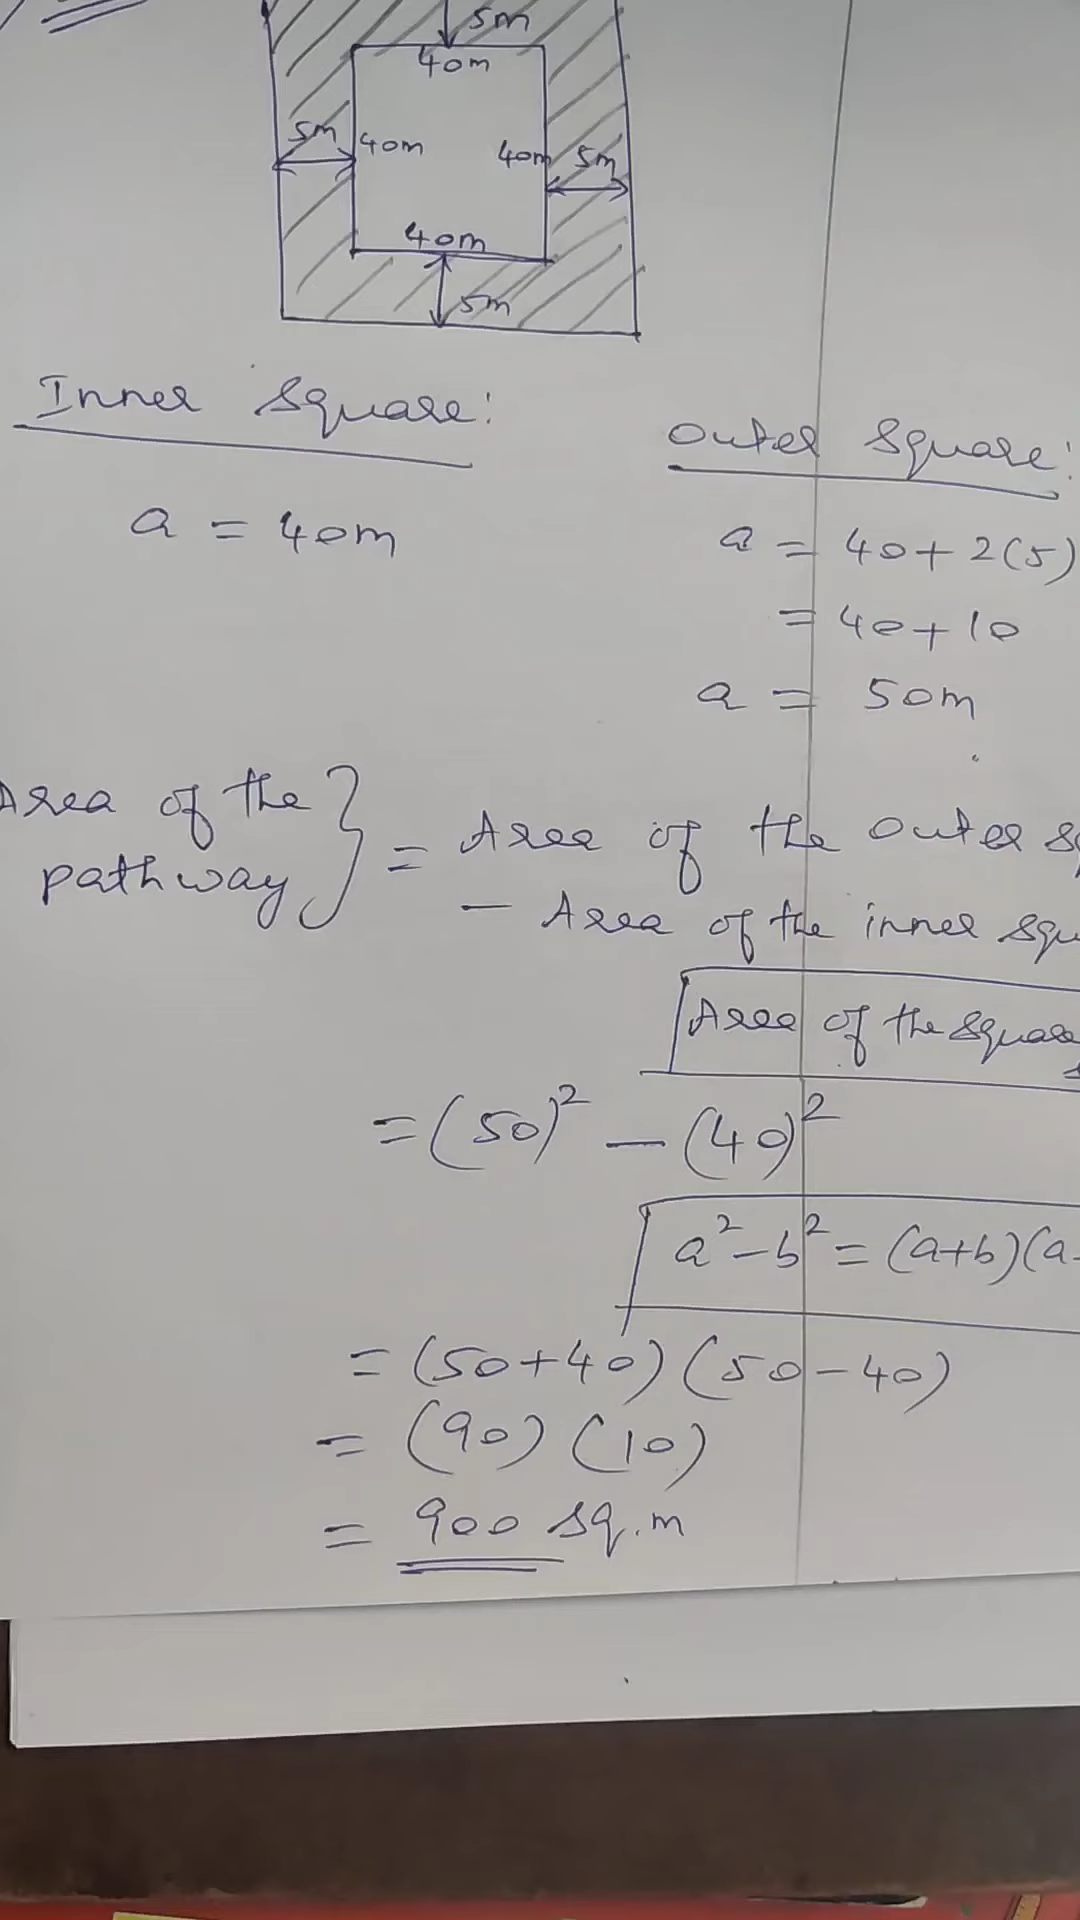 5m
40m
5m 40m 40m 5m
40m
5m
Inner Square:
a = 40m
Outer Square:
a = 40+2(5)
= 40+10
a = 50m
Area of the
pathway } = Area of the outer
- Area of the inner
Area of the square
= (50)² - (40)²
a² - b² = (a+b)(a-
= (50+40)(50-40)
= (90)(10)
= 900 sq.m